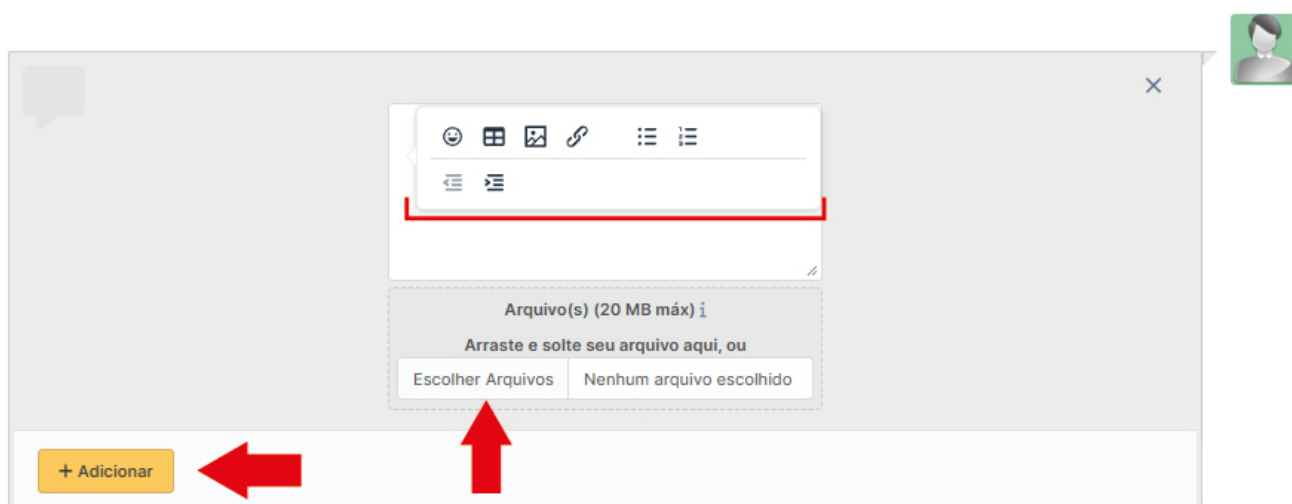 Arquivo(s) (20 MB máx) i
Arraste e solte seu arquivo aqui, ou
Escolher Arquivos Nenhum arquivo escolhido
+ Adicionar